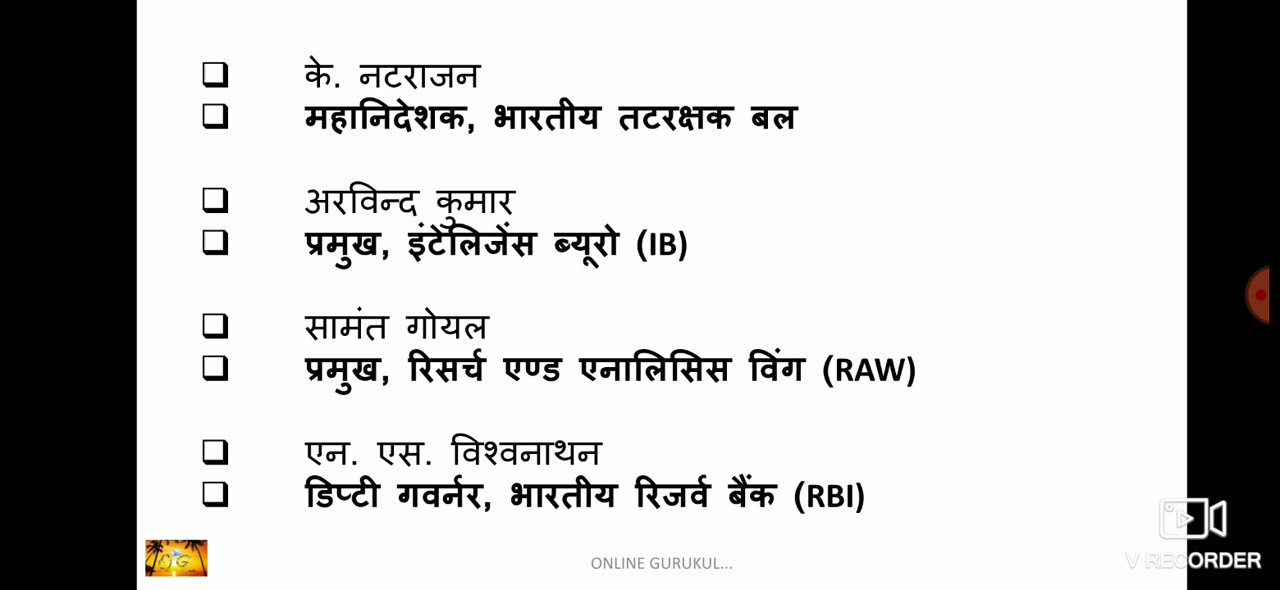 के. नटराजन
महानिदेशक, भारतीय तटरक्षक बल
अरविन्द कुमार
प्रमुख, इंटेलिजेंस ब्यूरो (IB)
सामंत गोयल
प्रमुख, रिसर्च एण्ड एनालिसिस विंग (RAW)
एन. एस. विश्वनाथन
डिप्टी गवर्नर, भारतीय रिजर्व बैंक (RBI)
ONLINE GURUKUL...
V RECORDER